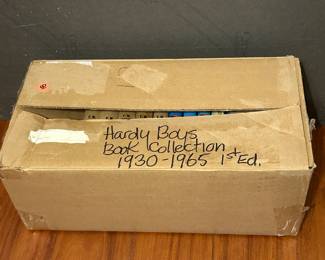 Hardy Boys
Book Collection
1930-1965 1st Ed.